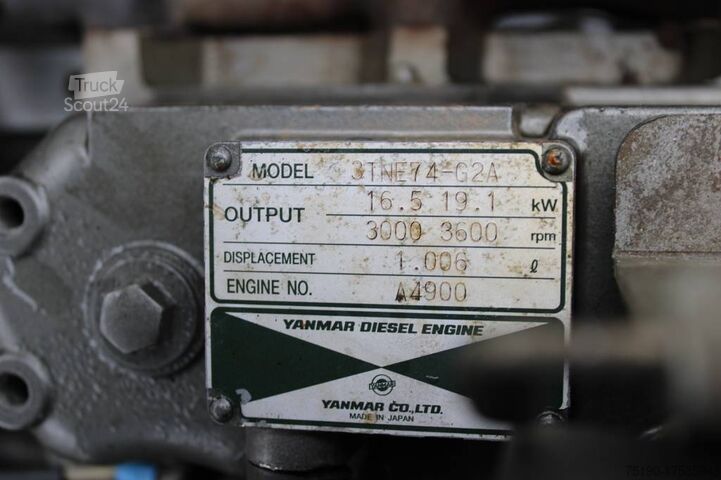 Truck
Scout24
MODEL 3TNE74-G2A
OUTPUT 16.5 19.1 kW
3000 3600 rpm
DISPLACEMENT 1.006 ℓ
ENGINE NO. A4900
YANMAR DIESEL ENGINE
YANMAR CO.,LTD.
MADE IN JAPAN